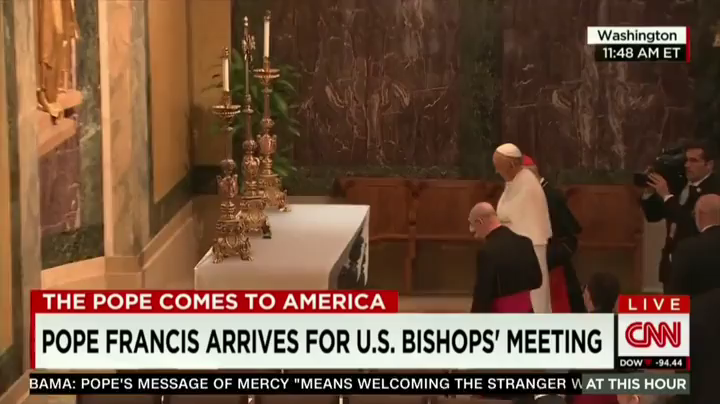 Washington
11:48 AM ET
THE POPE COMES TO AMERICA
POPE FRANCIS ARRIVES FOR U.S. BISHOPS' MEETING
LIVE
CNN
DOW -94.44
BAMA: POPE'S MESSAGE OF MERCY "MEANS WELCOMING THE STRANGER W
AT THIS HOUR